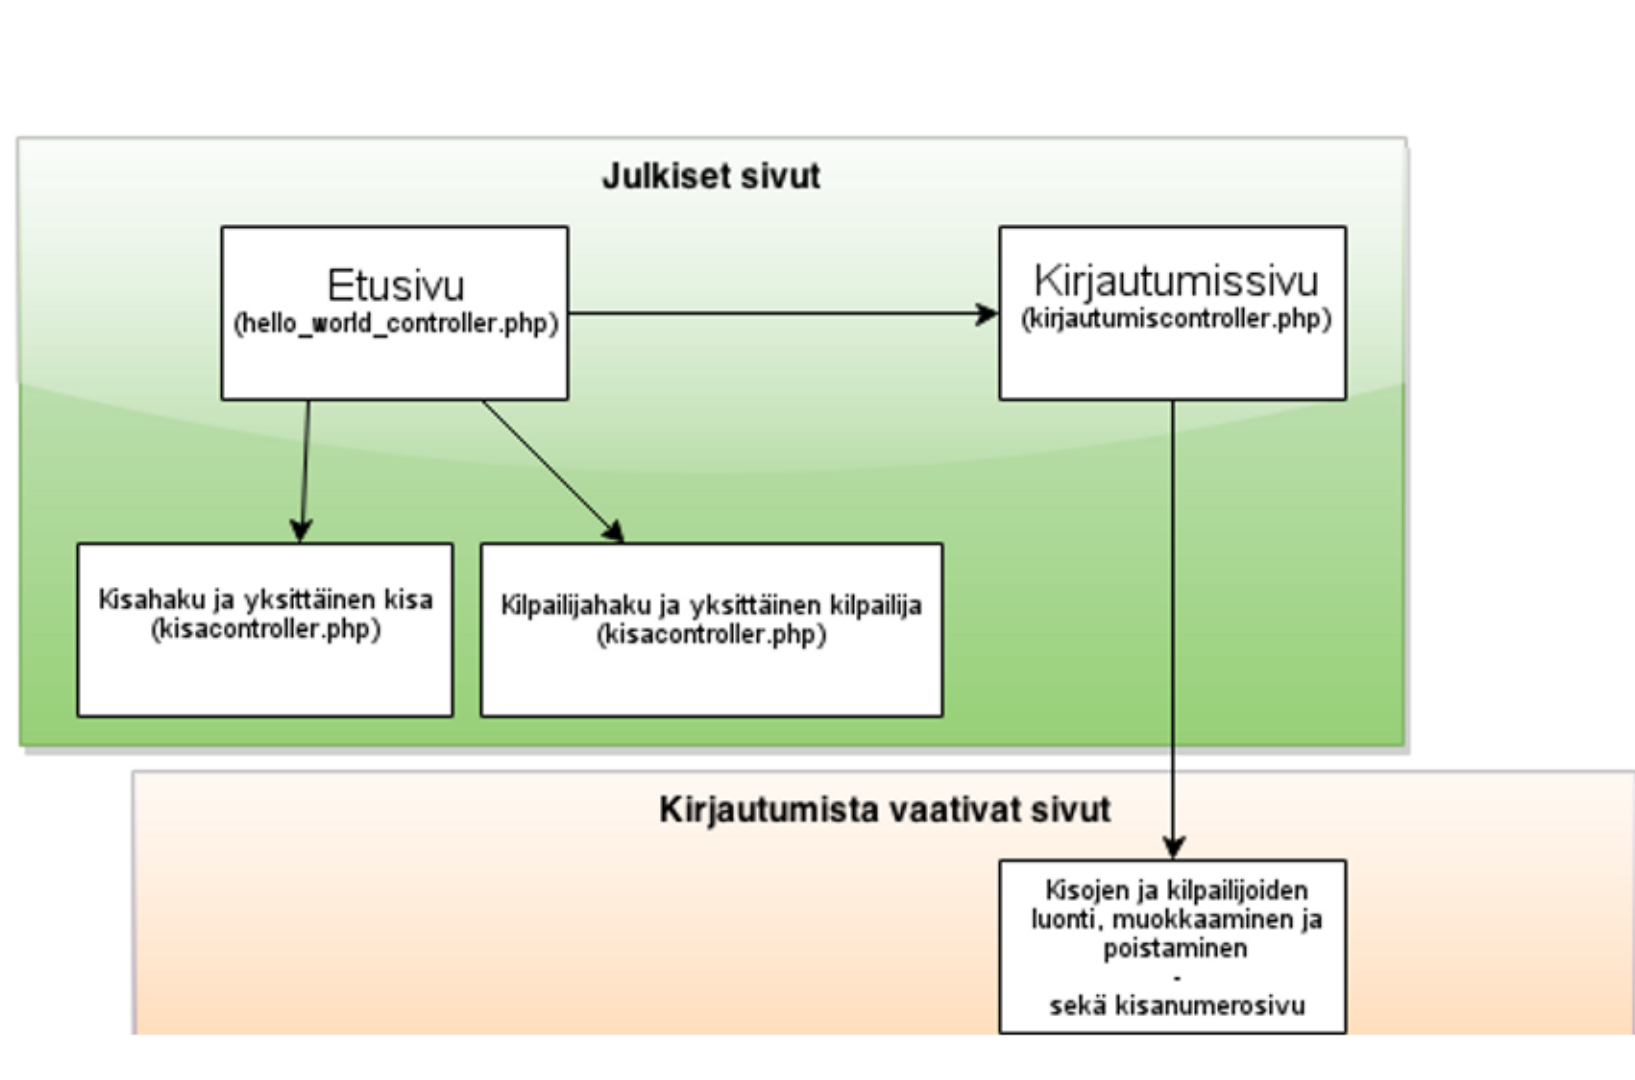 Julkiset sivut
Etusivu
(hello_world_controller.php)
Kirjautumissivu
(kirjautumiscontroller.php)
Kisahaku ja yksittäinen kisa
(kisacontroller.php)
Kilpailijahaku ja yksittäinen kilpailija
(kisacontroller.php)
Kirjautumista vaativat sivut
Kisojen ja kilpailijoiden
luonti, muokkaaminen ja
poistaminen
-
sekä kisanumerosivu